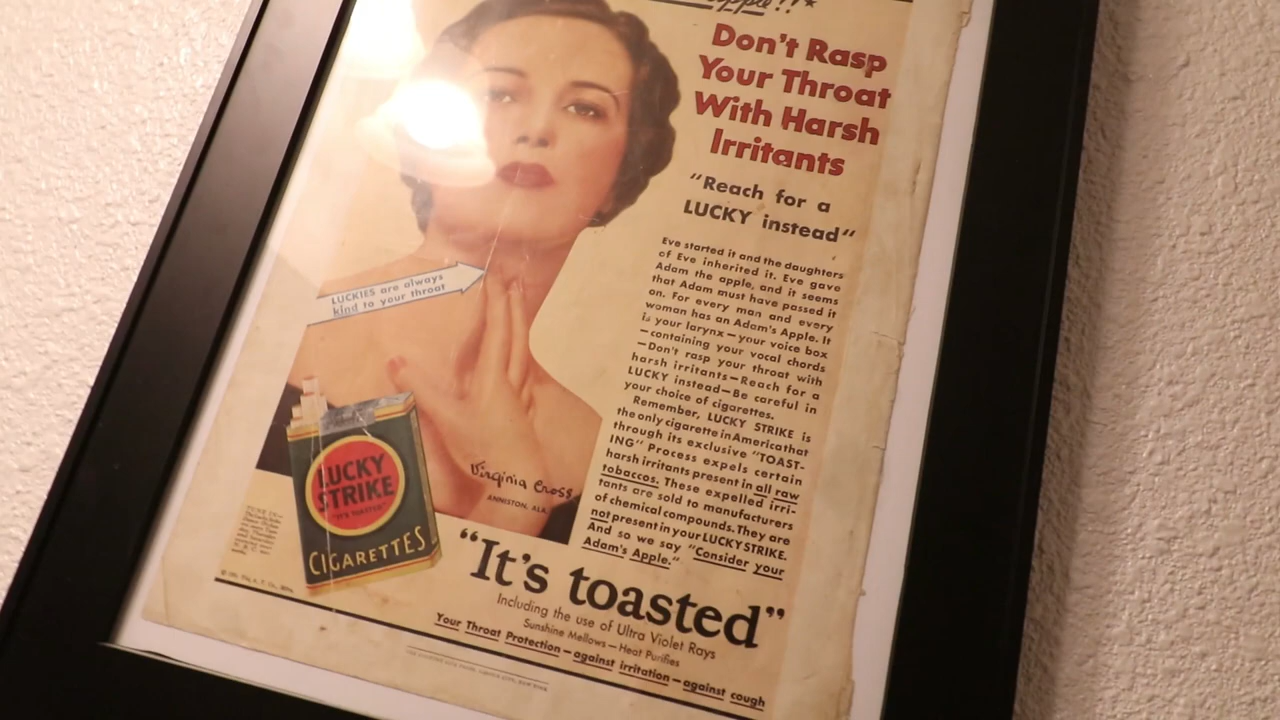 Apple!!*
Don't Rasp
Your Throat
With Harsh
Irritants
"Reach for a
LUCKY instead"
Eve started it and the daughters
of Eve inherited it. Eve gave
Adam the apple, and it seems
that Adam must have passed it
on. For every man and every
woman has an Adam's Apple. It
is your larynx—your voice box
—containing your vocal chords
—Don't rasp your throat with
harsh irritants—Reach for a
LUCKY instead—Be careful in
your choice of cigarettes.
Remember, LUCKY STRIKE is
the only cigarette in America that
through its exclusive "TOAST-
ING" Process expels certain
harsh irritants present in all raw
tobaccos. These expelled irri-
tants are sold to manufacturers
of chemical compounds. They are
not present in your LUCKY STRIKE.
And so we say "Consider your
Adam's Apple."
LUCKIES are always
kind to your throat
Virginia Cross
ANNISTON, ALA.
LUCKY
STRIKE
"IT'S TOASTED"
CIGARETTES
TUNE IN—
"It's toasted"
Including the use of Ultra Violet Rays
Sunshine Mellows—Heat Purifies
Your Throat Protection—against irritation—against cough